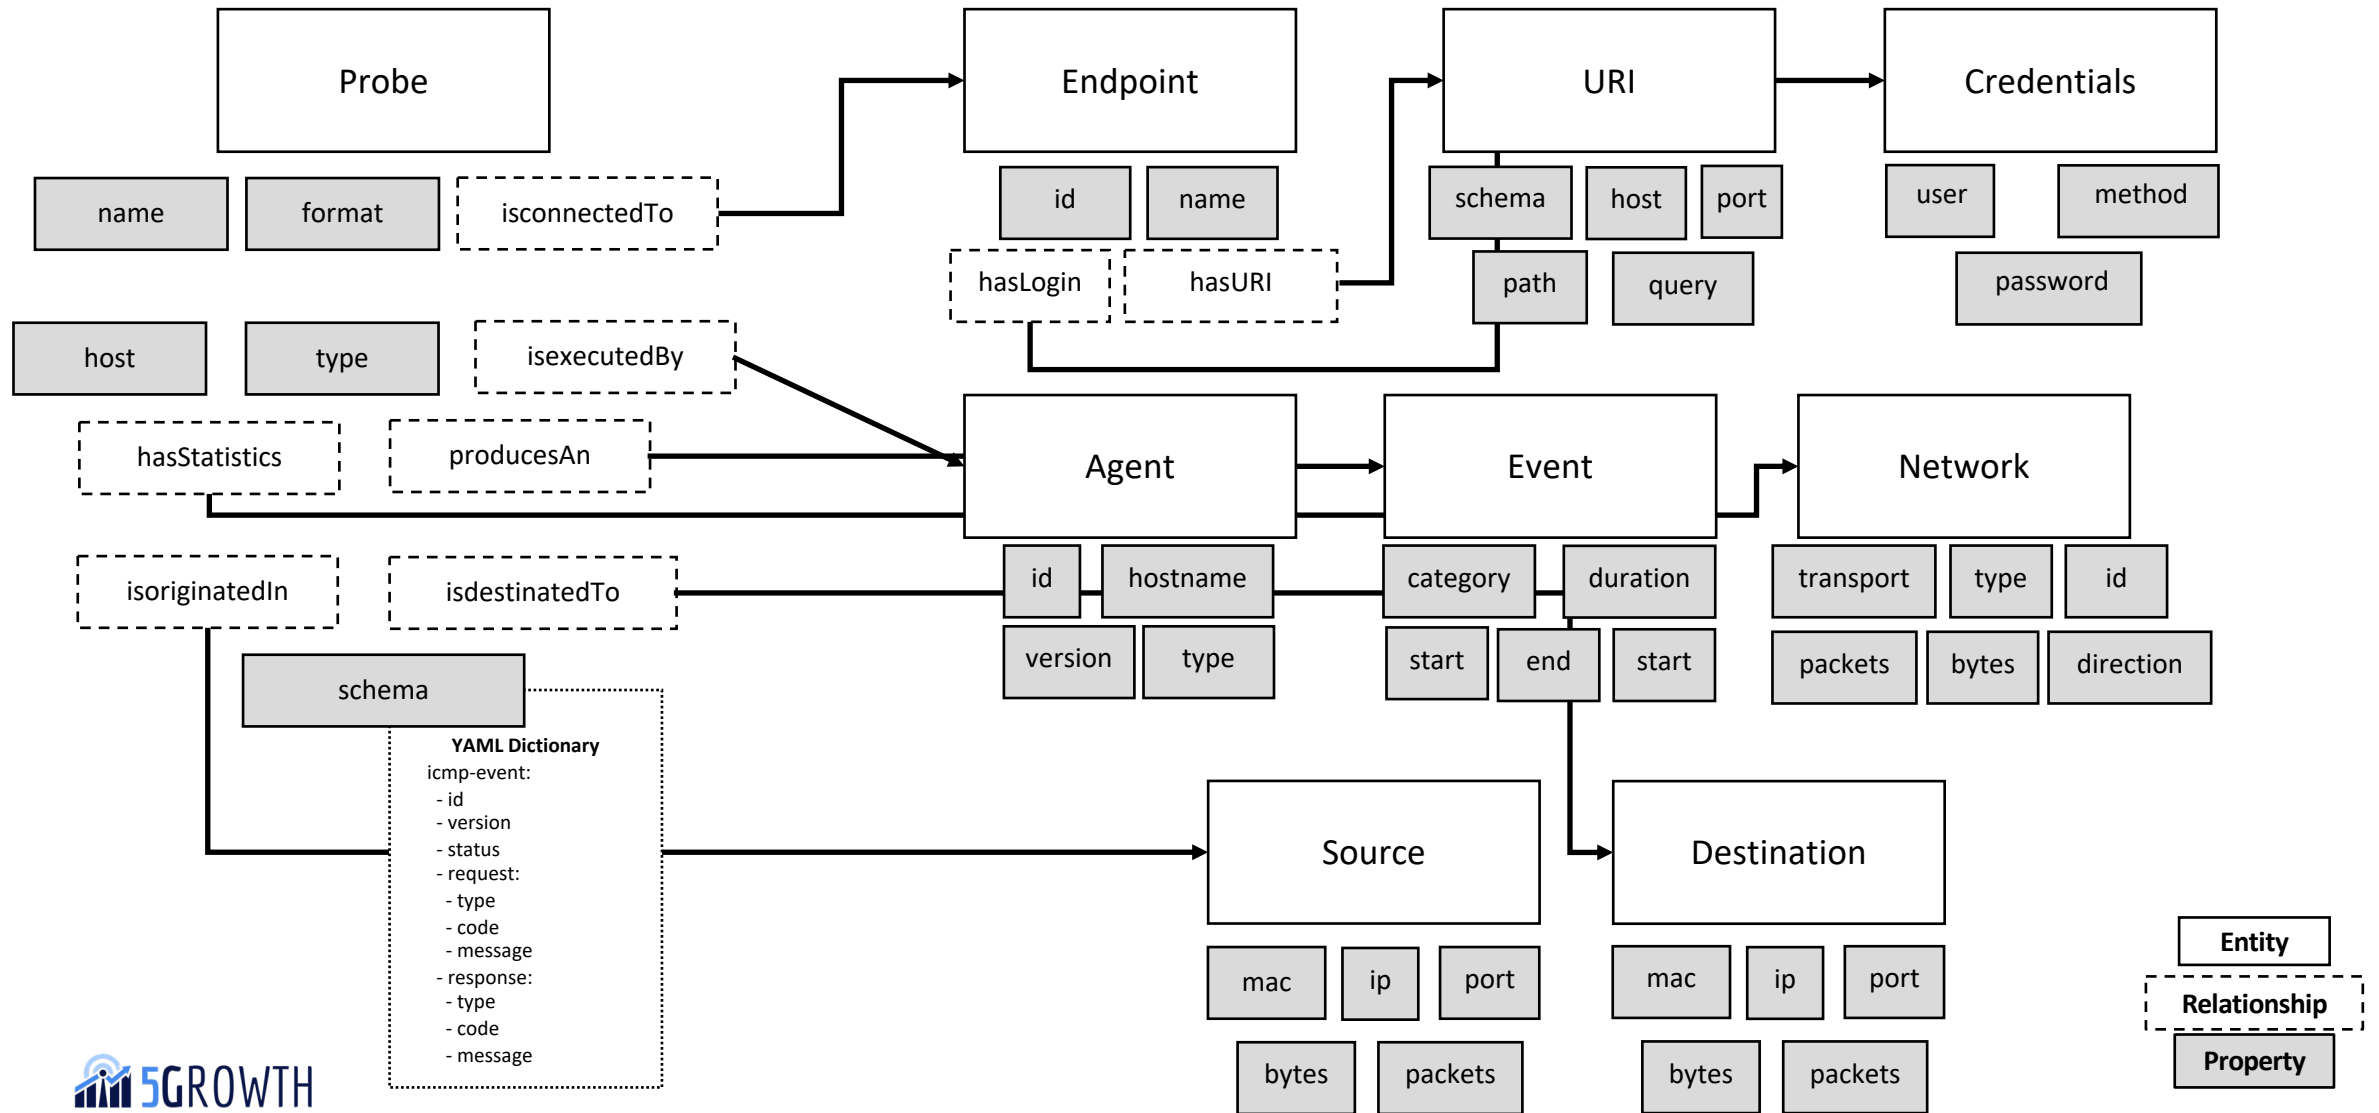 Probe
Endpoint
URI
Credentials
name
format
isconnectedTo
id
name
schema
host
port
user
method
hasLogin
hasURI
path
query
password
host
type
isexecutedBy
hasStatistics
producesAn
Agent
Event
Network
isoriginatedIn
isdestinatedTo
id
hostname
category
duration
transport
type
id
version
type
start
end
start
packets
bytes
direction
schema
YAML Dictionary
icmp-event:
- id
- version
- status
- request:
- type
- code
- message
- response:
- type
- code
- message
Source
Destination
mac
ip
port
mac
ip
port
bytes
packets
bytes
packets
Entity
Relationship
Property
5GROWTH